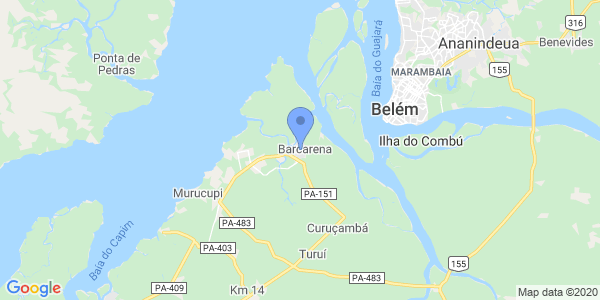 316
Ananindeua
Benevides
Ponta de
Pedras
Baía do Guajará
MARAMBAIA
155
Belém
Ilha do Combú
Barcarena
Murucupi
PA-151
PA-483
Curuçambá
PA-403
Baía do Capim
Turuí
155
PA-483
PA-409
Km 14
Google
Map data ©2020